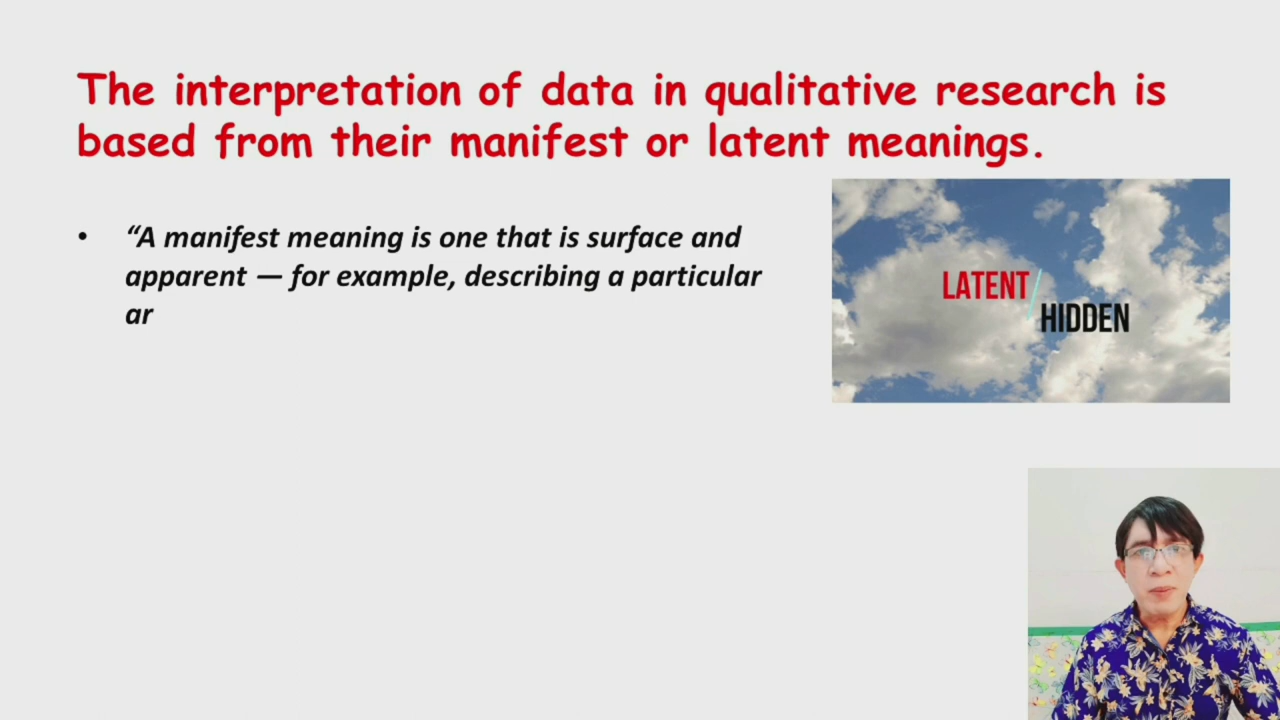 The interpretation of data in qualitative research is
based from their manifest or latent meanings.
• “A manifest meaning is one that is surface and
apparent — for example, describing a particular
ar
LATENT/
HIDDEN